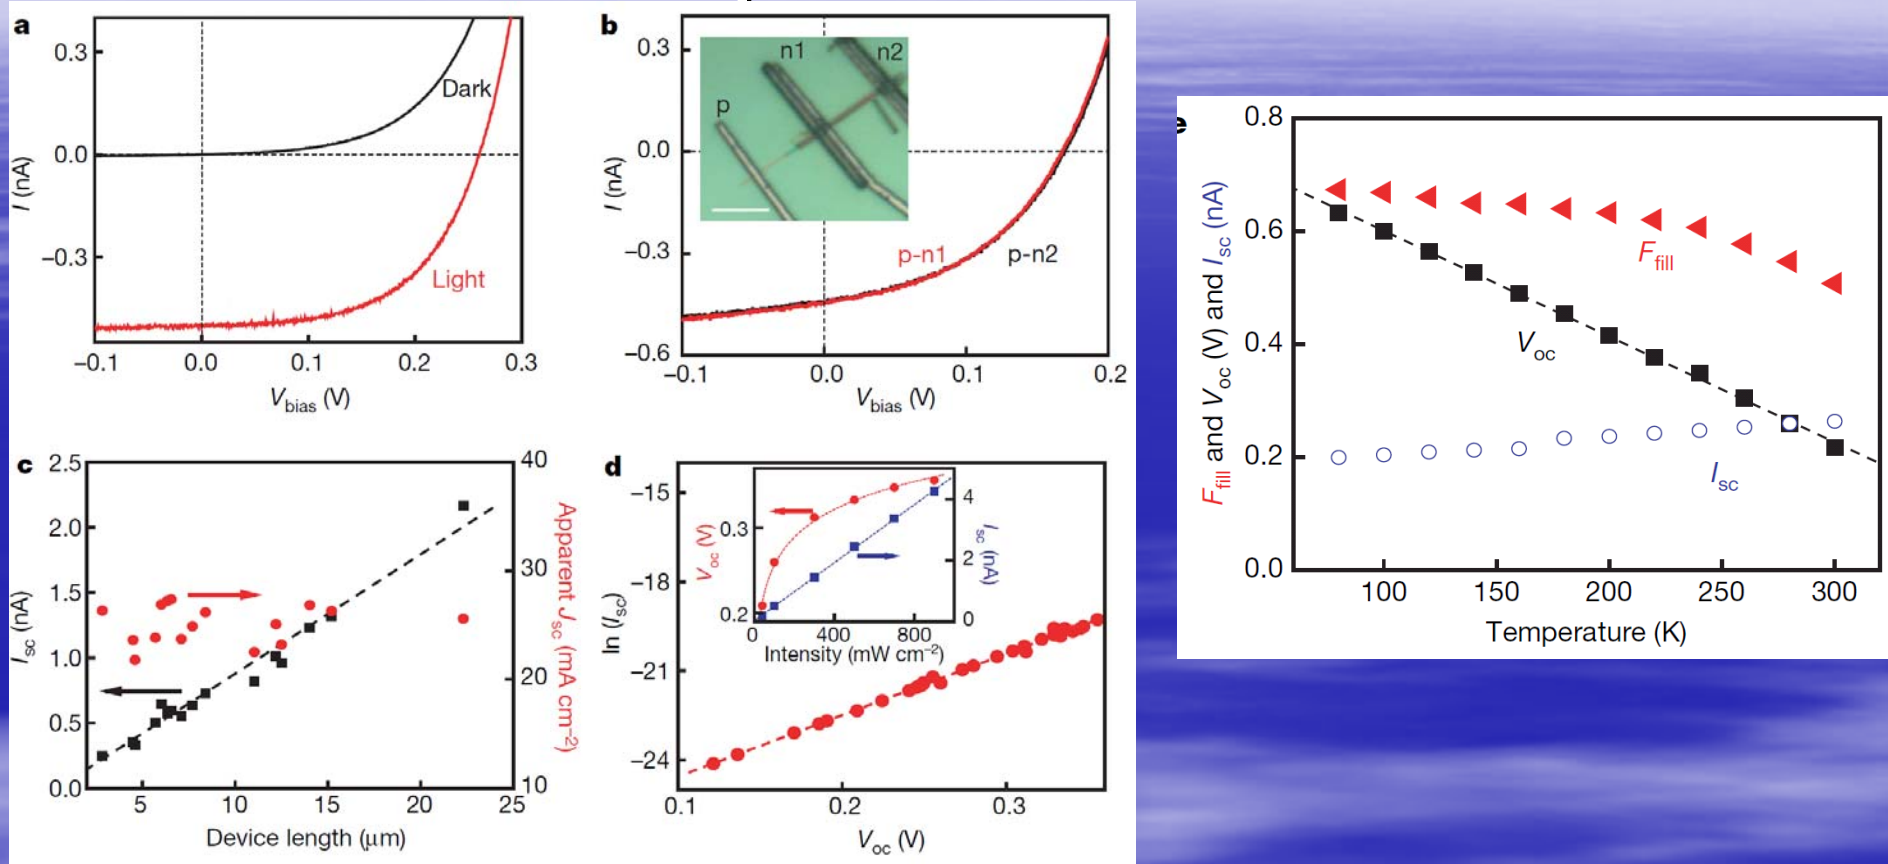 a
0.3
0.0
−0.3
I (nA)
Dark
Light
−0.1 0.0 0.1 0.2 0.3
Vbias (V)
b
0.3
0.0
−0.3
−0.6
I (nA)
p
n1
n2
p-n1
p-n2
−0.1 0.0 0.1 0.2
Vbias (V)
c
2.5
2.0
1.5
1.0
0.5
0.0
Isc (nA)
40
30
20
10
Apparent Jsc (mA cm−2)
5 10 15 20 25
Device length (μm)
d
−15
−18
−21
−24
ln (Isc)
0.3
0.2
Voc (V)
4
2
0
Isc (nA)
0 400 800
Intensity (mW cm−2)
0.1 0.2 0.3
Voc (V)
e
0.8
0.6
0.4
0.2
0.0
Ffill and Voc (V) and Isc (nA)
Ffill
Voc
Isc
100 150 200 250 300
Temperature (K)